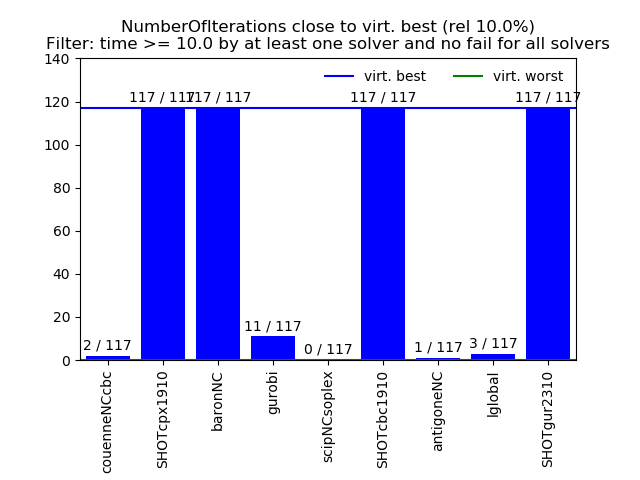 NumberOfIterations close to virt. best (rel 10.0%)
Filter: time >= 10.0 by at least one solver and no fail for all solvers
virt. best
virt. worst
140
120
100
80
60
40
20
0
2 / 117
117 / 117
117 / 117
11 / 117
0 / 117
117 / 117
1 / 117
3 / 117
117 / 117
couenneNCcbc
SHOTcpx1910
baronNC
gurobi
scipNCsoplex
SHOTcbc1910
antigoneNC
lglobal
SHOTgur2310